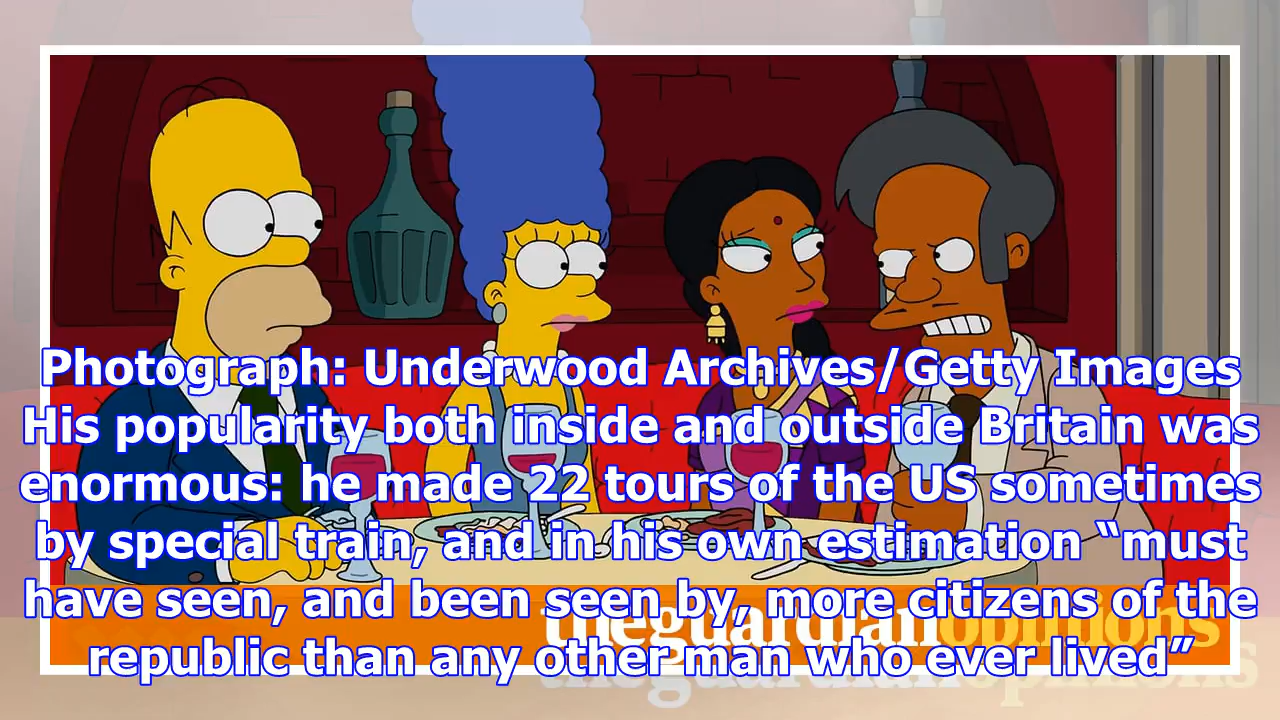 Photograph: Underwood Archives/Getty Images
His popularity both inside and outside Britain was
enormous: he made 22 tours of the US sometimes
by special train, and in his own estimation “must
have seen, and been seen by, more citizens of the
theguardianopinions
republic than any other man who ever lived”
theguardianopinions